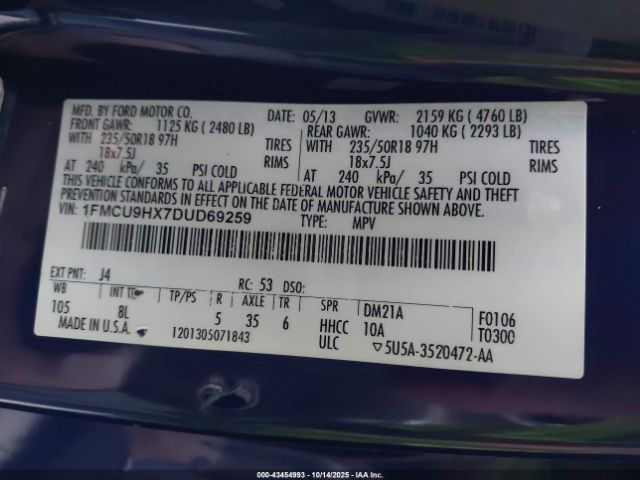 MFD. BY FORD MOTOR CO. DATE: 05/13 GVWR: 2159 KG ( 4760 LB)
FRONT GAWR: 1125 KG ( 2480 LB) REAR GAWR: 1040 KG ( 2293 LB)
WITH 235/50R18 97H TIRES WITH 235/50R18 97H TIRES
18x7.5J RIMS 18x7.5J RIMS
AT 240 kPa/ 35 PSI COLD AT 240 kPa/ 35 PSI COLD
THIS VEHICLE CONFORMS TO ALL APPLICABLE FEDERAL MOTOR VEHICLE SAFETY AND THEFT
PREVENTION STANDARDS IN EFFECT ON THE DATE OF MANUFACTURE SHOWN ABOVE.
VIN: 1FMCU9HX7DUD69259 TYPE: MPV
EXT PNT: J4 RC: 53 DSO:
WB INT TR TP/PS R AXLE TR SPR DM21A F0106
105 8L 5 35 6 HHCC 10A T0300
MADE IN U.S.A. 1201305071843 ULC ▽5U5A-3520472-AA
000-43454993 - 10/14/2025 - IAAI.com